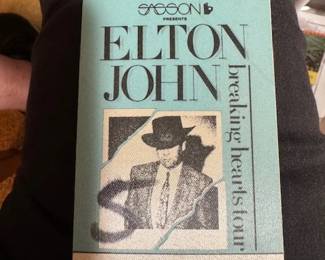 SASSON
PRESENTS
ELTON
JOHN
breaking hearts tour
S